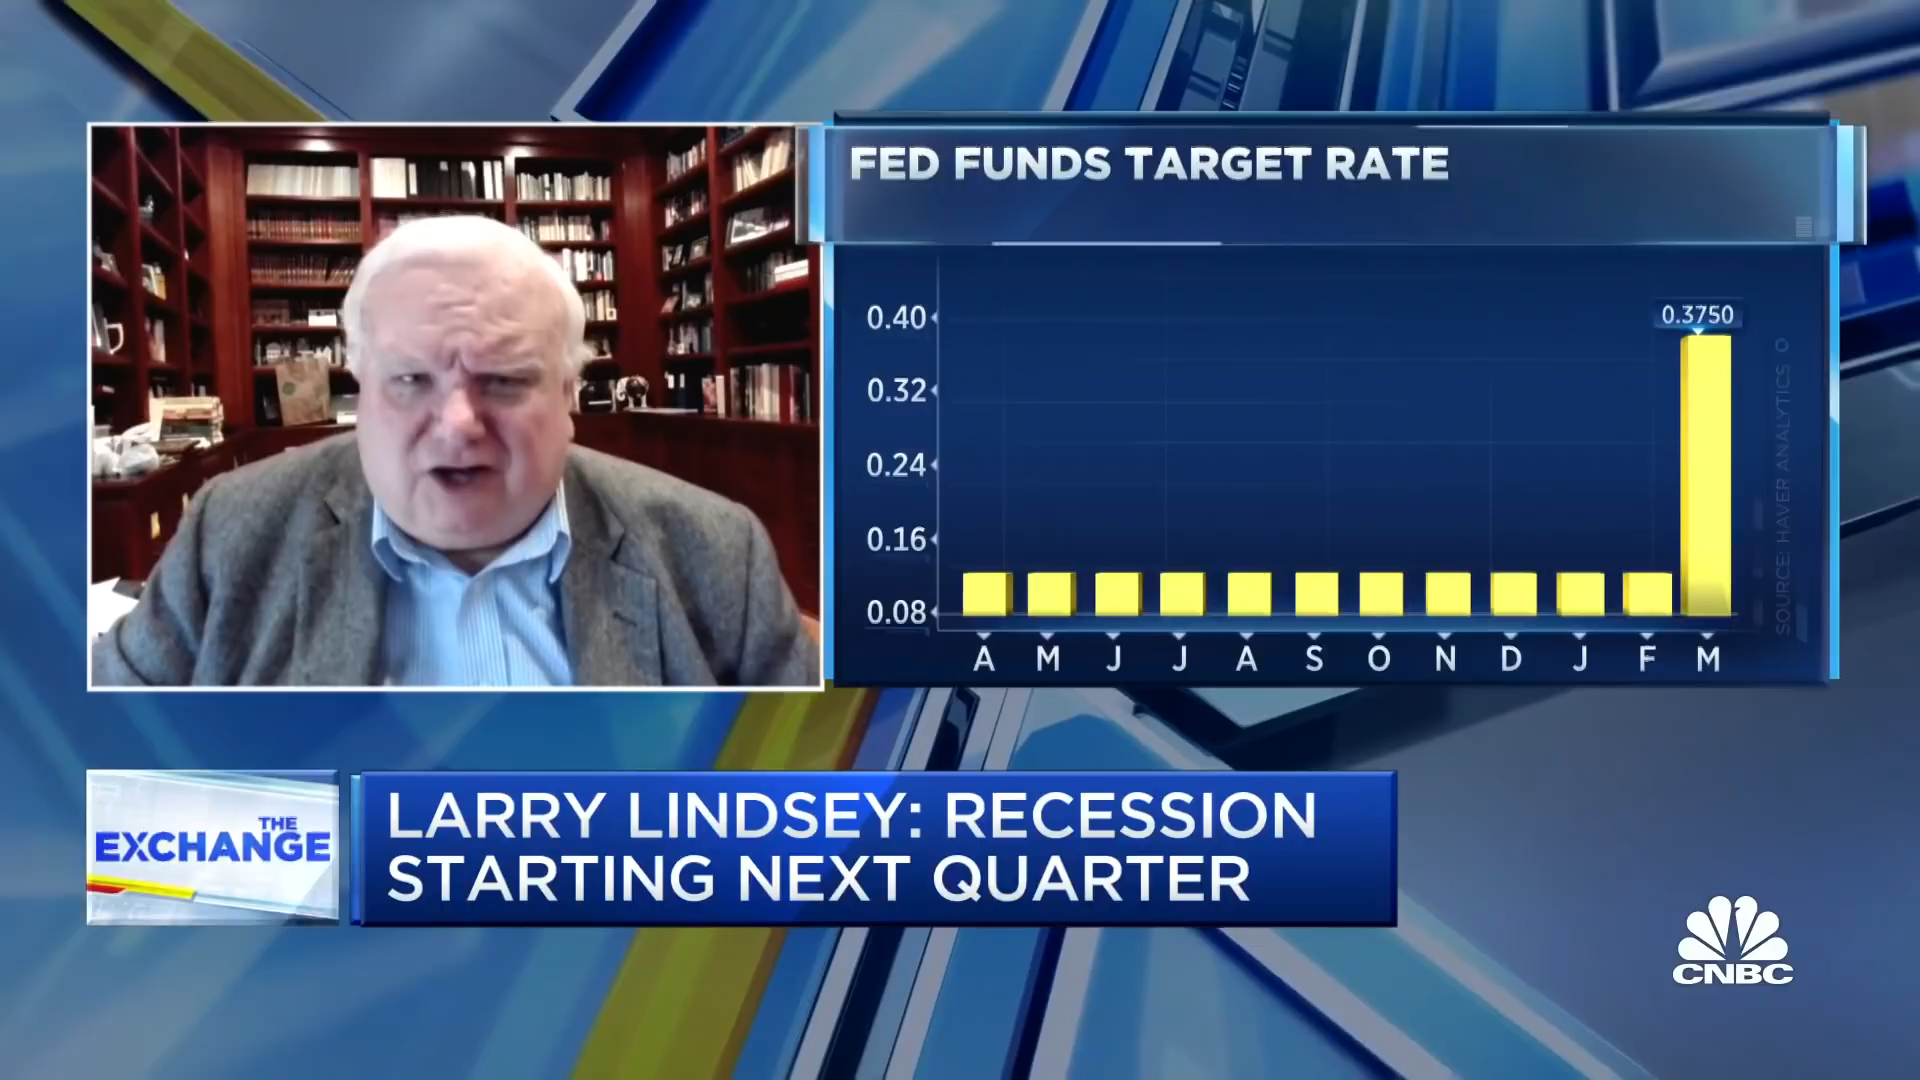 FED FUNDS TARGET RATE
0.40
0.32
0.24
0.16
0.08
0.3750
A M J J A S O N D J F M
SOURCE: HAVER ANALYTICS
THE
EXCHANGE
LARRY LINDSEY: RECESSION
STARTING NEXT QUARTER
CNBC